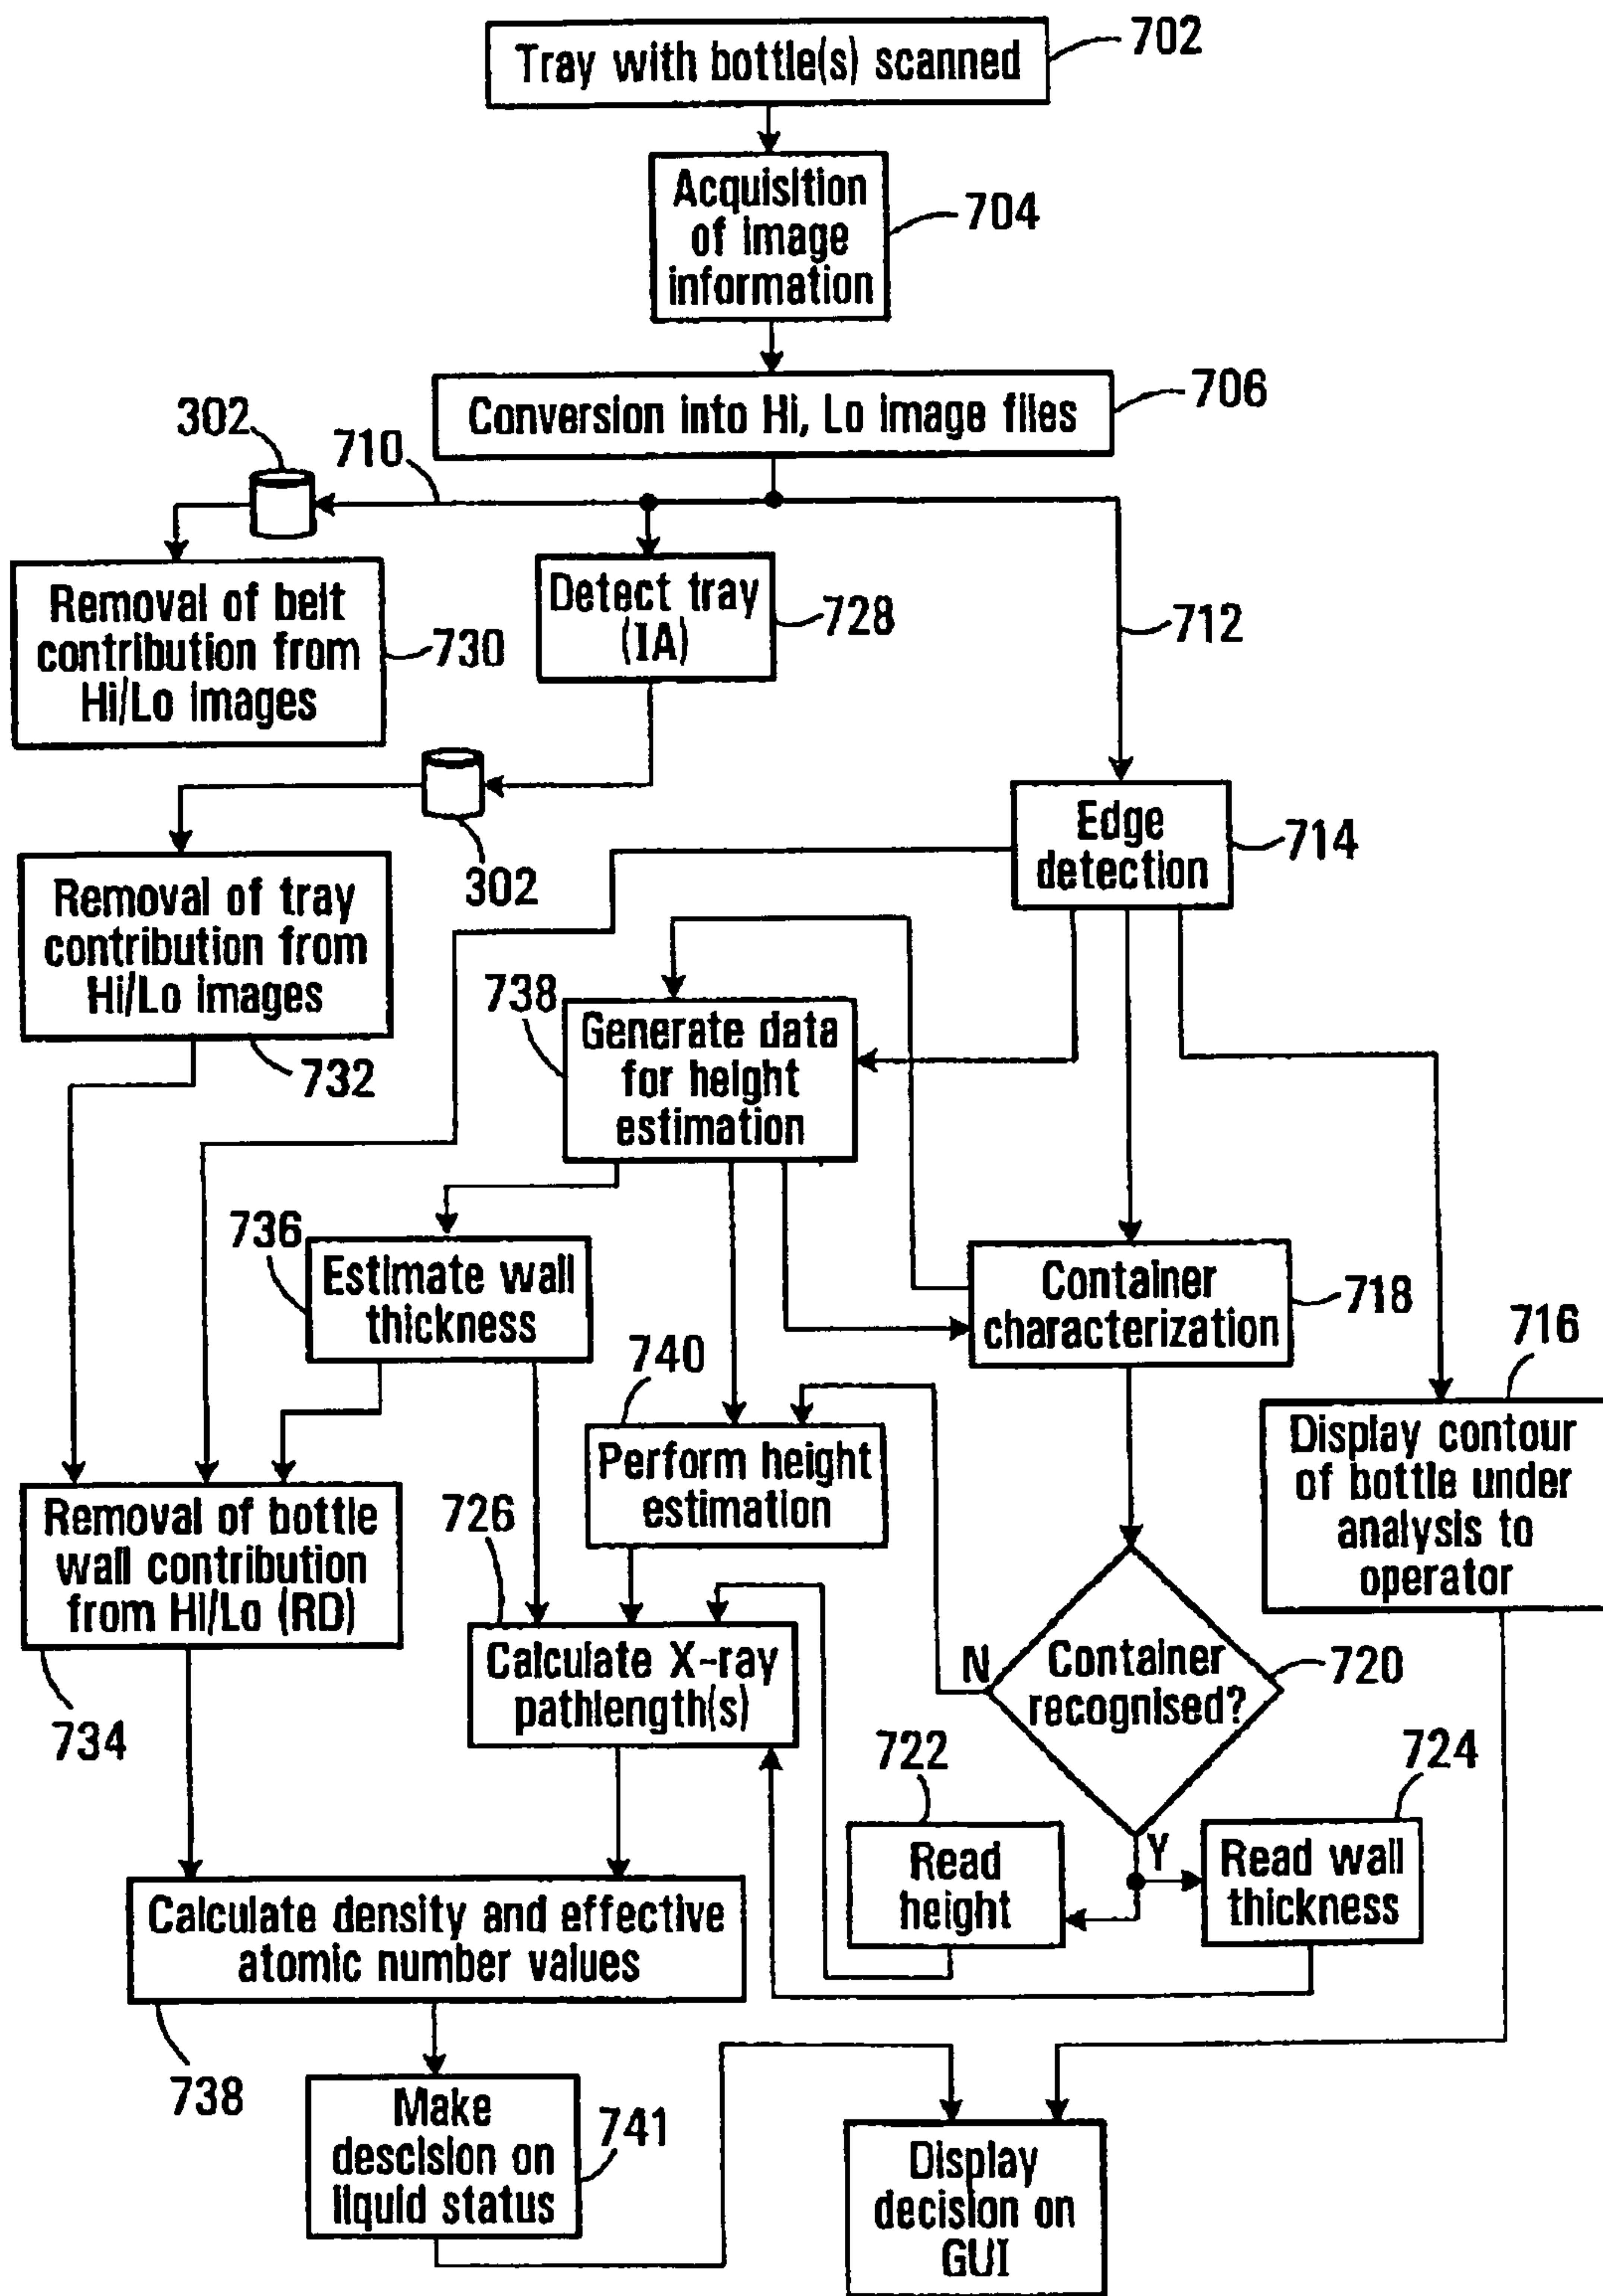 Tray with bottle(s) scanned
702
Acquisition
of image
information
704
Conversion into Hi, Lo image files
706
302
710
Removal of belt
contribution from
Hi/Lo images
730
Detect tray
(IA)
728
712
302
Edge
detection
714
Removal of tray
contribution from
Hi/Lo images
732
738
Generate data
for height
estimation
736
Estimate wall
thickness
Container
characterization
718
716
Display contour
of bottle under
analysis to
operator
740
Perform height
estimation
Removal of bottle
wall contribution
from Hi/Lo (RD)
734
726
Calculate X-ray
pathlength(s)
N
Container
recognised?
720
Y
722
Read
height
724
Read wall
thickness
Calculate density and effective
atomic number values
738
Make
descision on
liquid status
741
Display
decision on
GUI